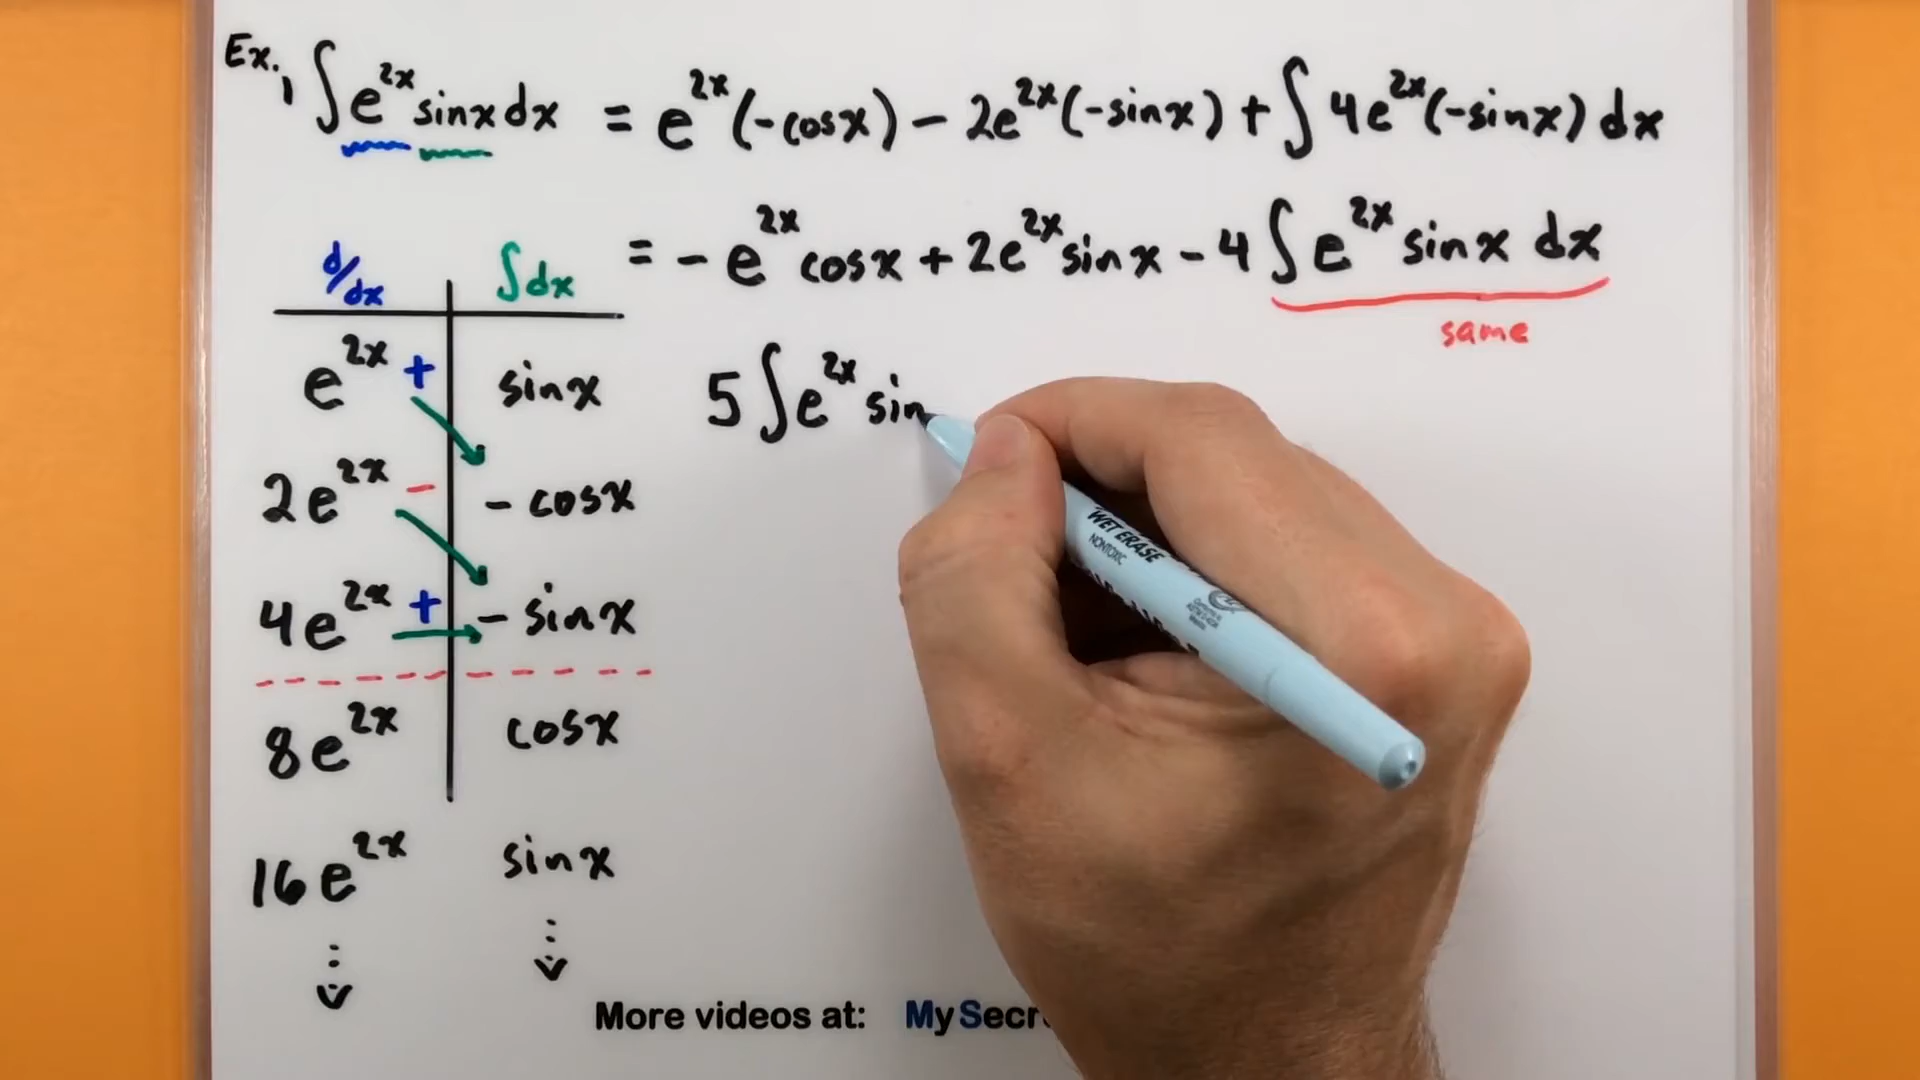 Ex. 1 ∫e^2x sinx dx = e^2x(-cosx) - 2e^2x(-sinx) + ∫4e^2x(-sinx) dx
= -e^2x cosx + 2e^2x sinx - 4∫e^2x sinx dx
same
d/dx ∫dx
e^2x + sinx
2e^2x - -cosx
4e^2x + -sinx
8e^2x cosx
16e^2x sinx
5∫e^2x sin
WET ERASE
NONTOXIC
More videos at: MySecr